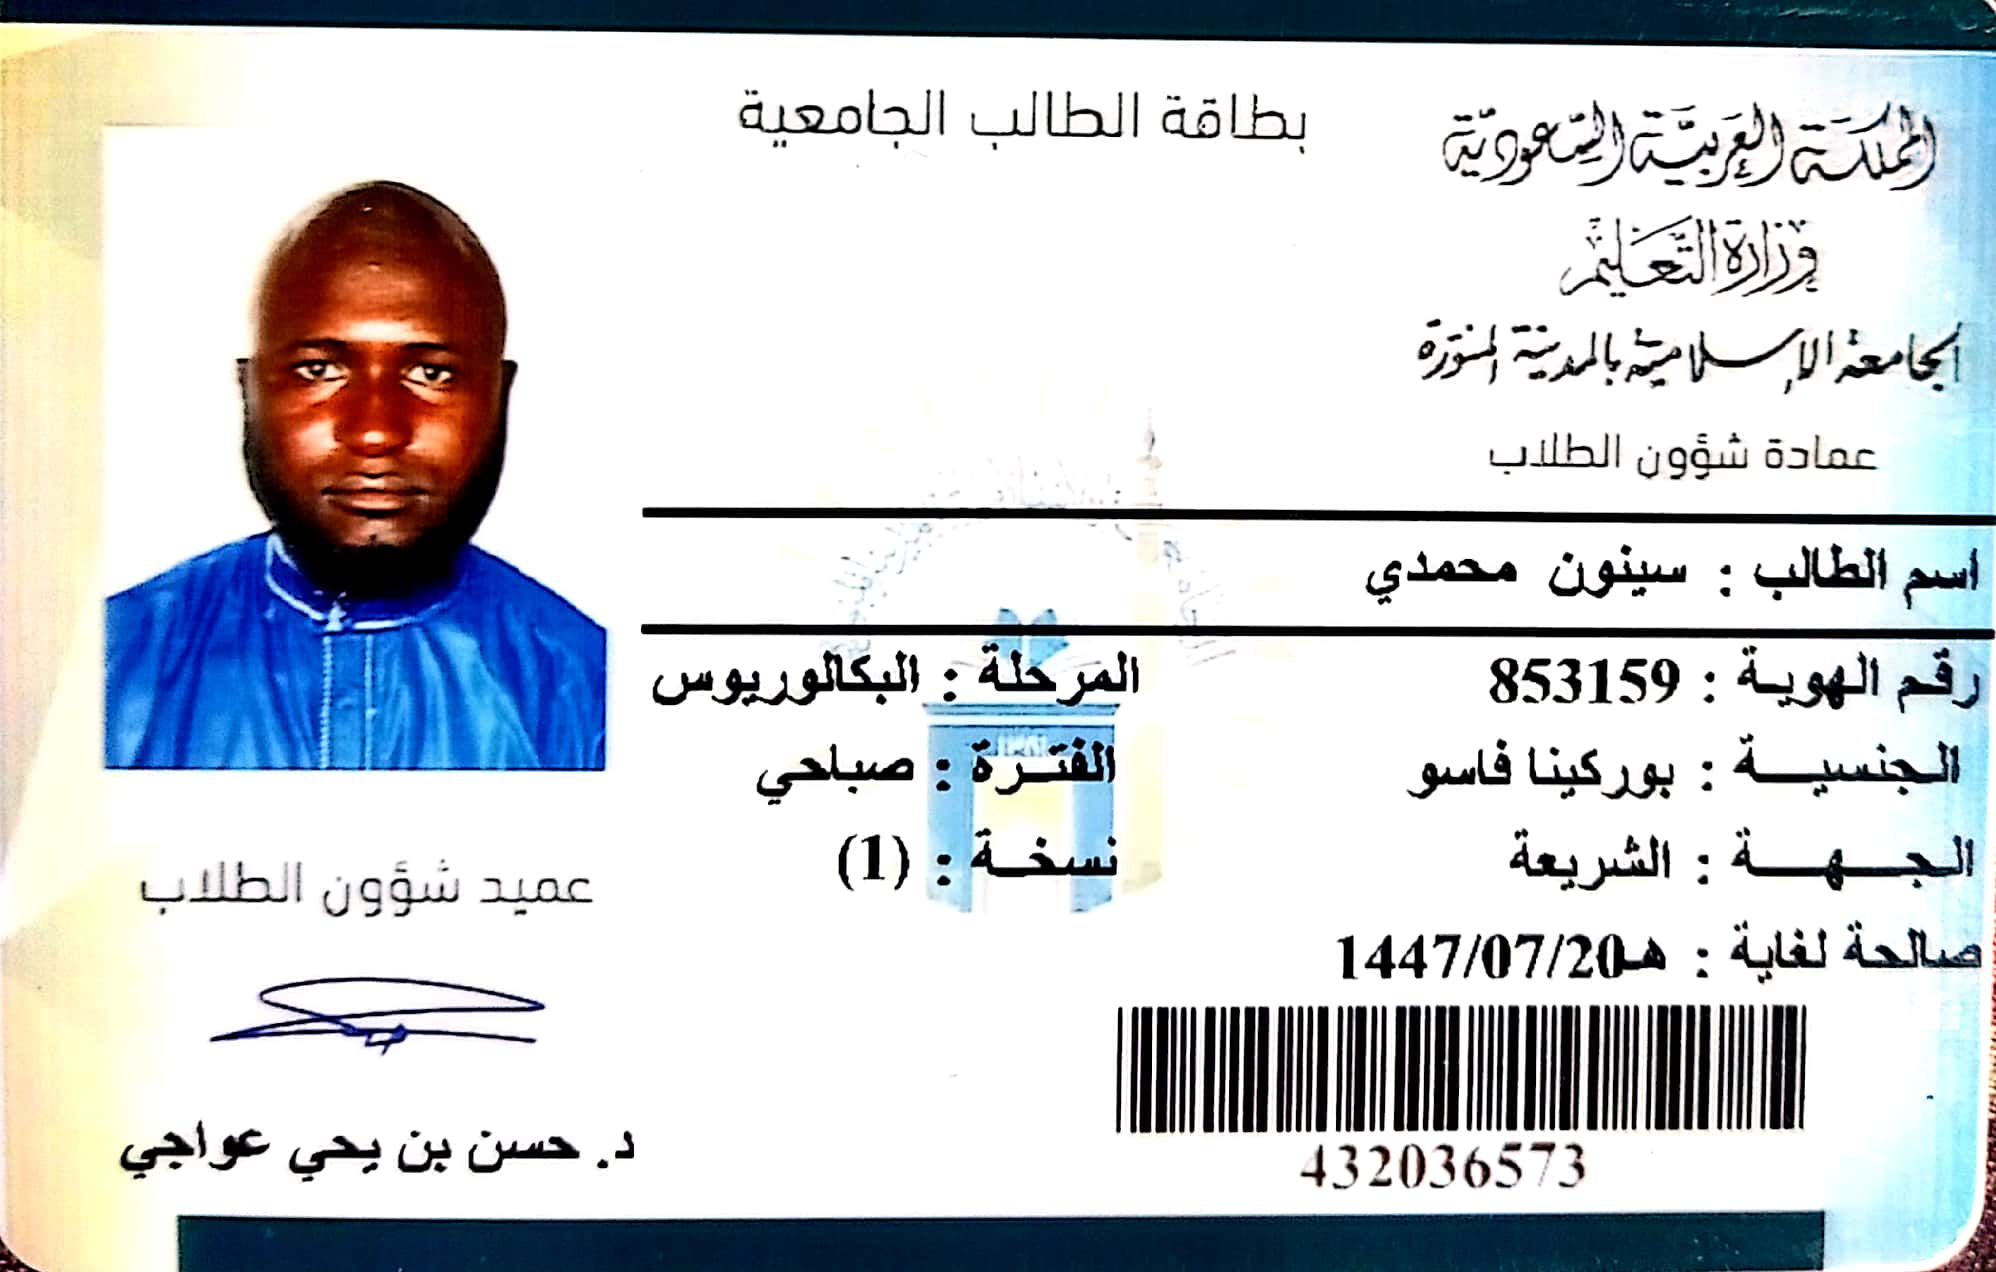 المملكة العربية السعودية
وزارة التعليم
الجامعة الإسلامية بالمدينة المنورة
عمادة شؤون الطلاب
بطاقة الطالب الجامعية
اسم الطالب : سينون محمدي
رقم الهوية : 853159
المرحلة : البكالوريوس
الجنسية : بوركينا فاسو
الفترة : صباحي
الجهة : الشريعة
نسخة : (1)
صالحة لغاية : 1447/07/20هـ
432036573
عميد شؤون الطلاب
د. حسن بن يحي عواجي